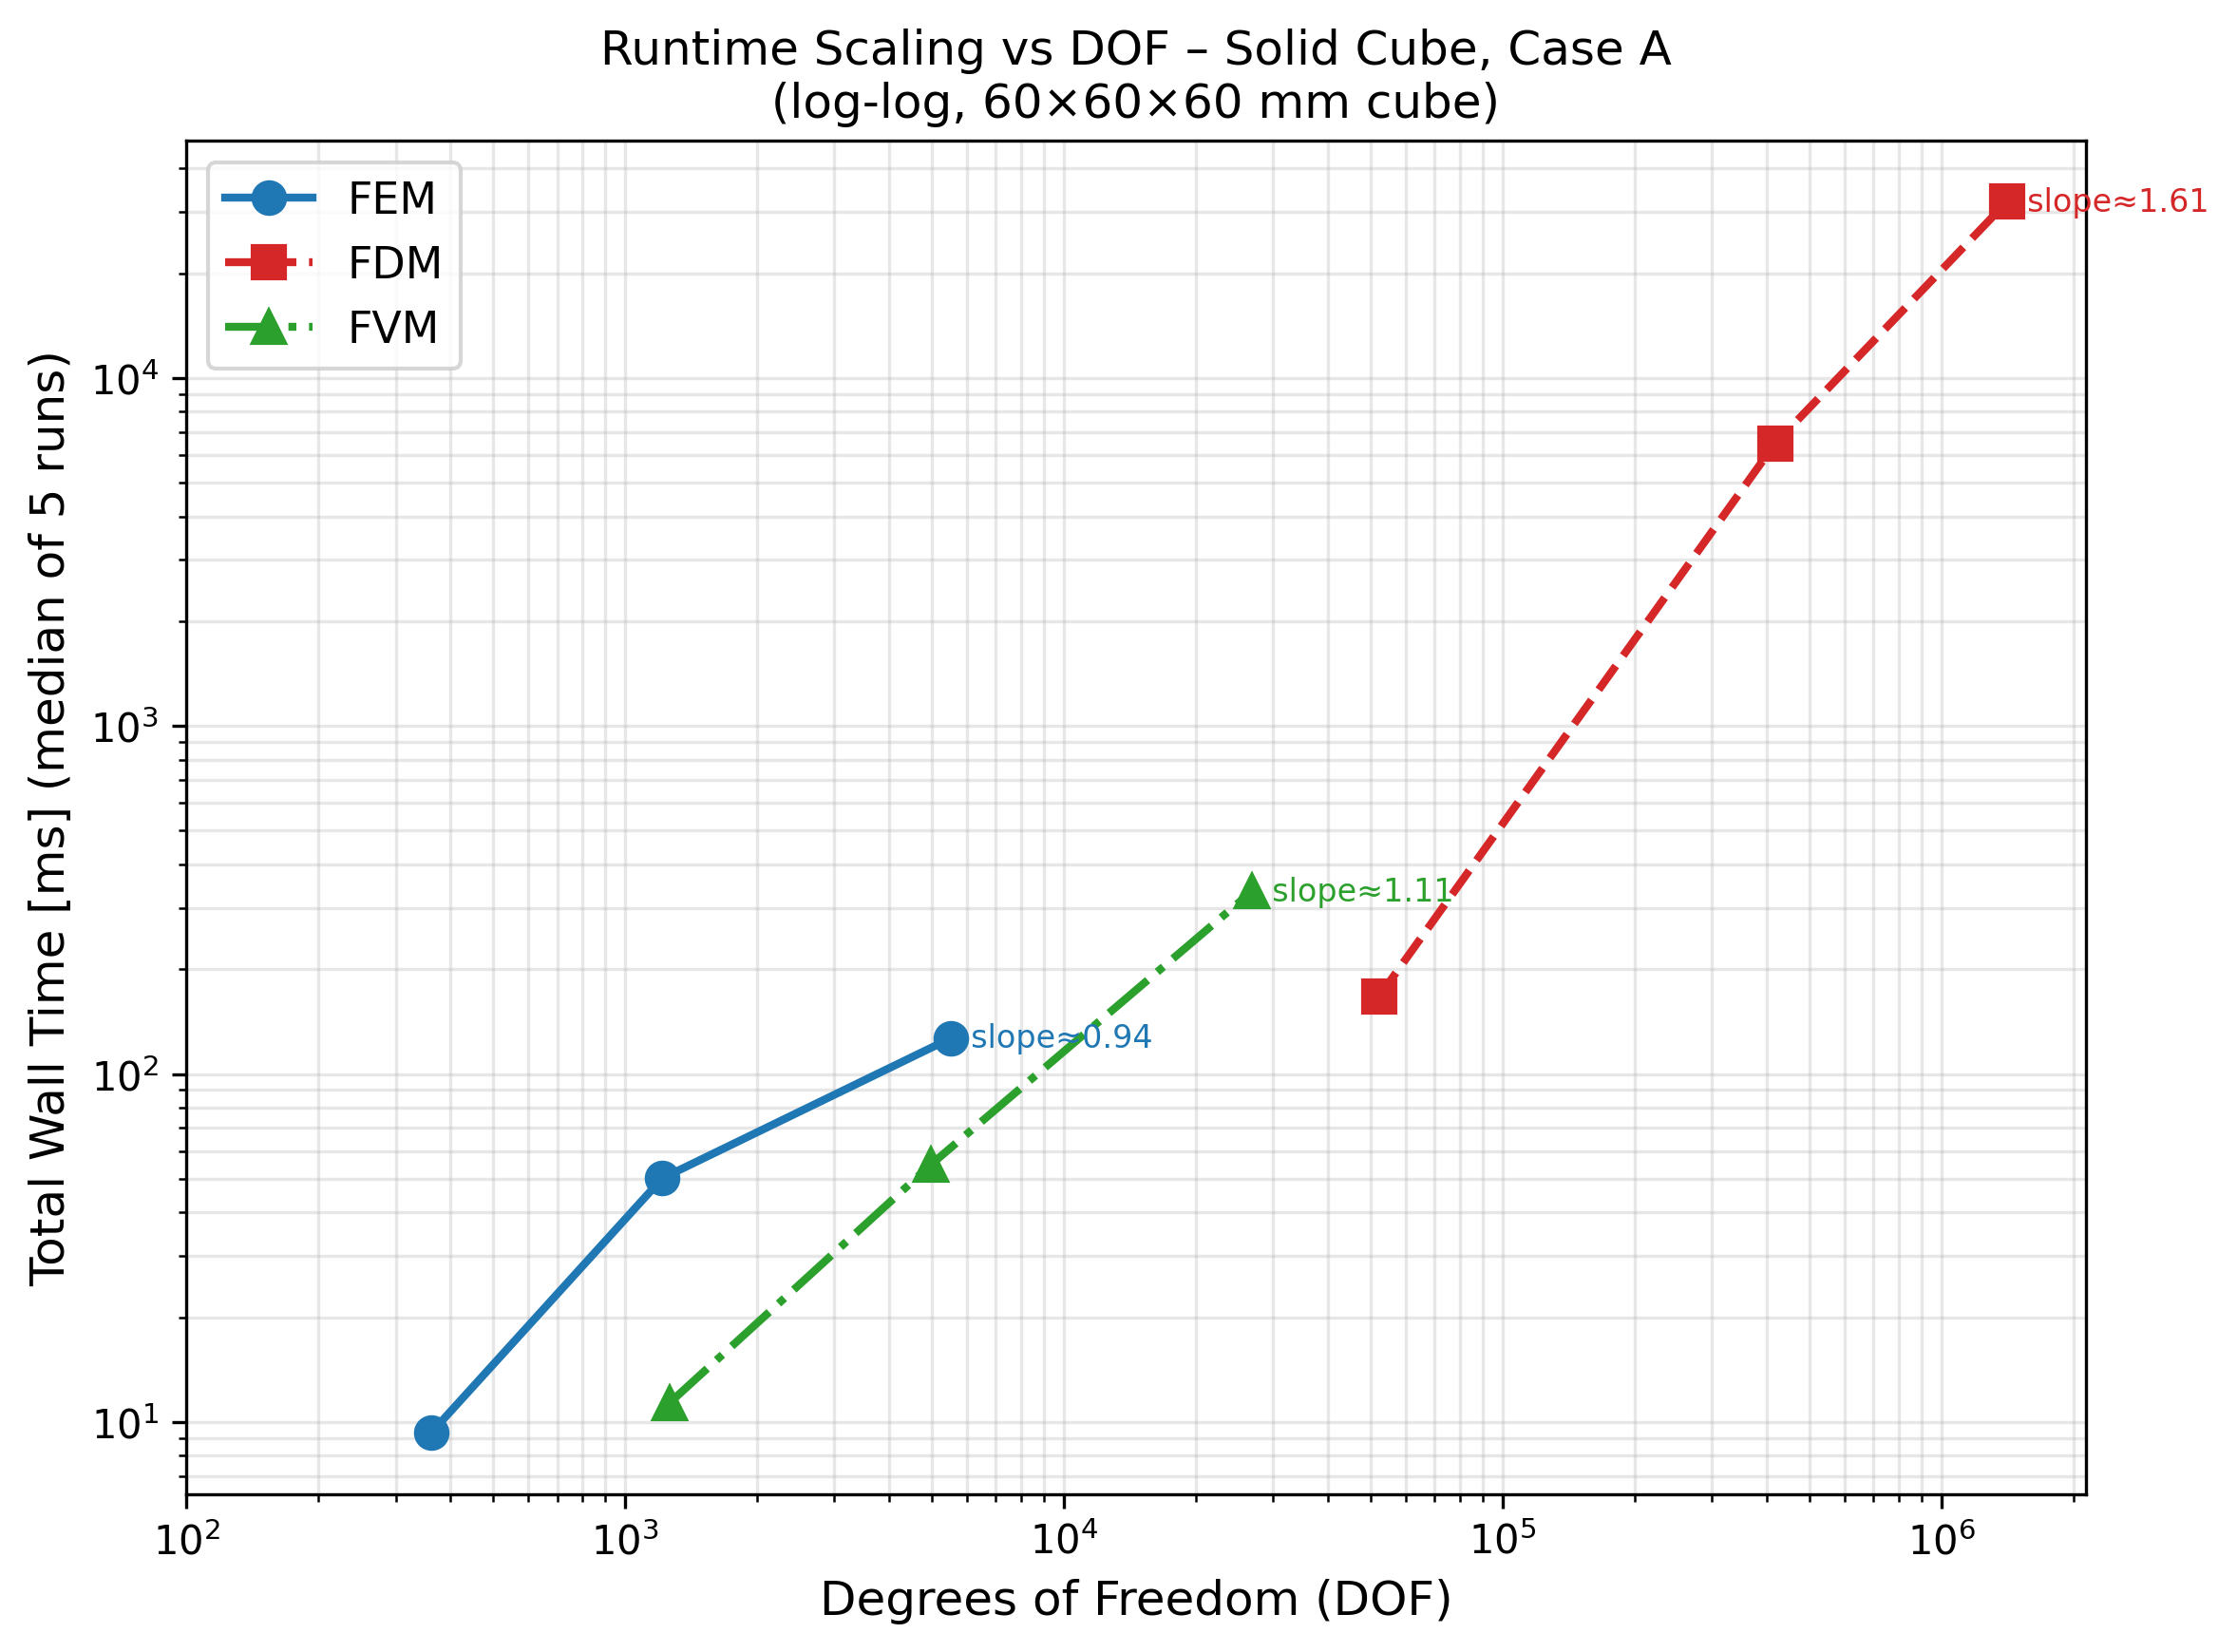 Runtime Scaling vs DOF – Solid Cube, Case A
(log-log, 60×60×60 mm cube)
FEM
FDM
FVM
slope≈1.61
slope≈1.11
slope≈0.94
Total Wall Time [ms] (median of 5 runs)
10⁴
10³
10²
10¹
10² 10³ 10⁴ 10⁵ 10⁶
Degrees of Freedom (DOF)